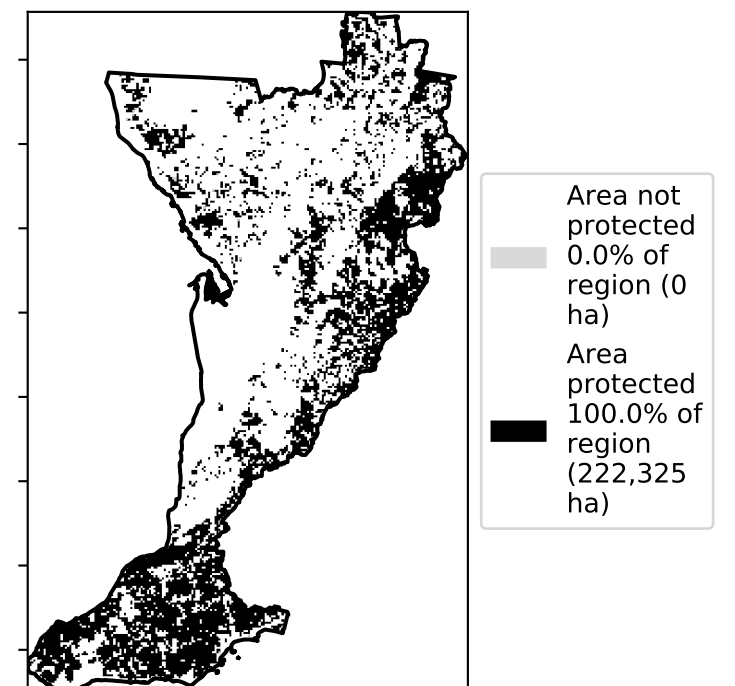 Area not
protected
0.0% of
region (0
ha)
Area
protected
100.0% of
region
(222,325
ha)